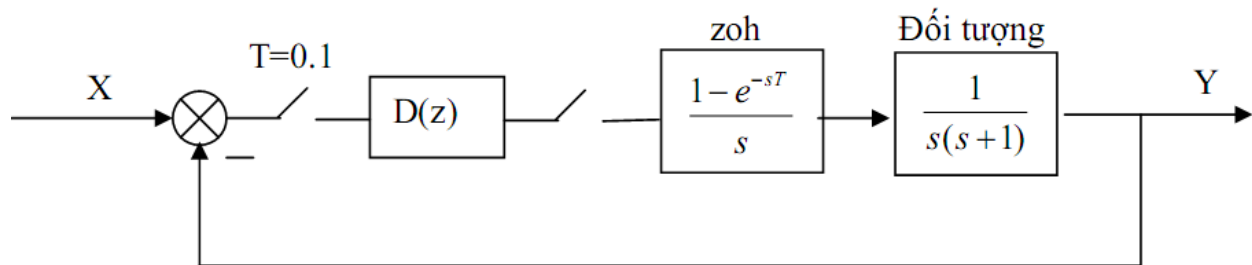 zoh
Đối tượng
T=0.1
X
D(z)
1 − e^{−sT}
s
1
s(s+1)
Y
−